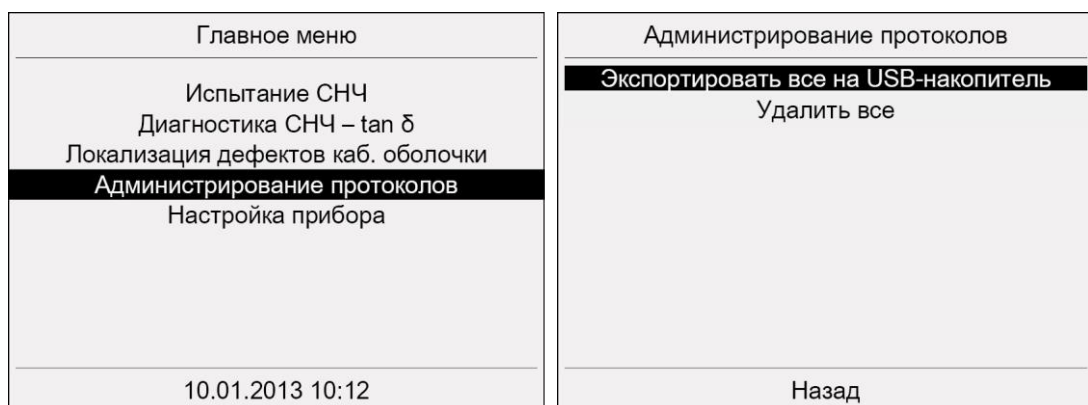 Главное меню
Испытание СНЧ
Диагностика СНЧ – tan δ
Локализация дефектов каб. оболочки
Администрирование протоколов
Настройка прибора
10.01.2013 10:12
Администрирование протоколов
Экспортировать все на USB-накопитель
Удалить все
Назад